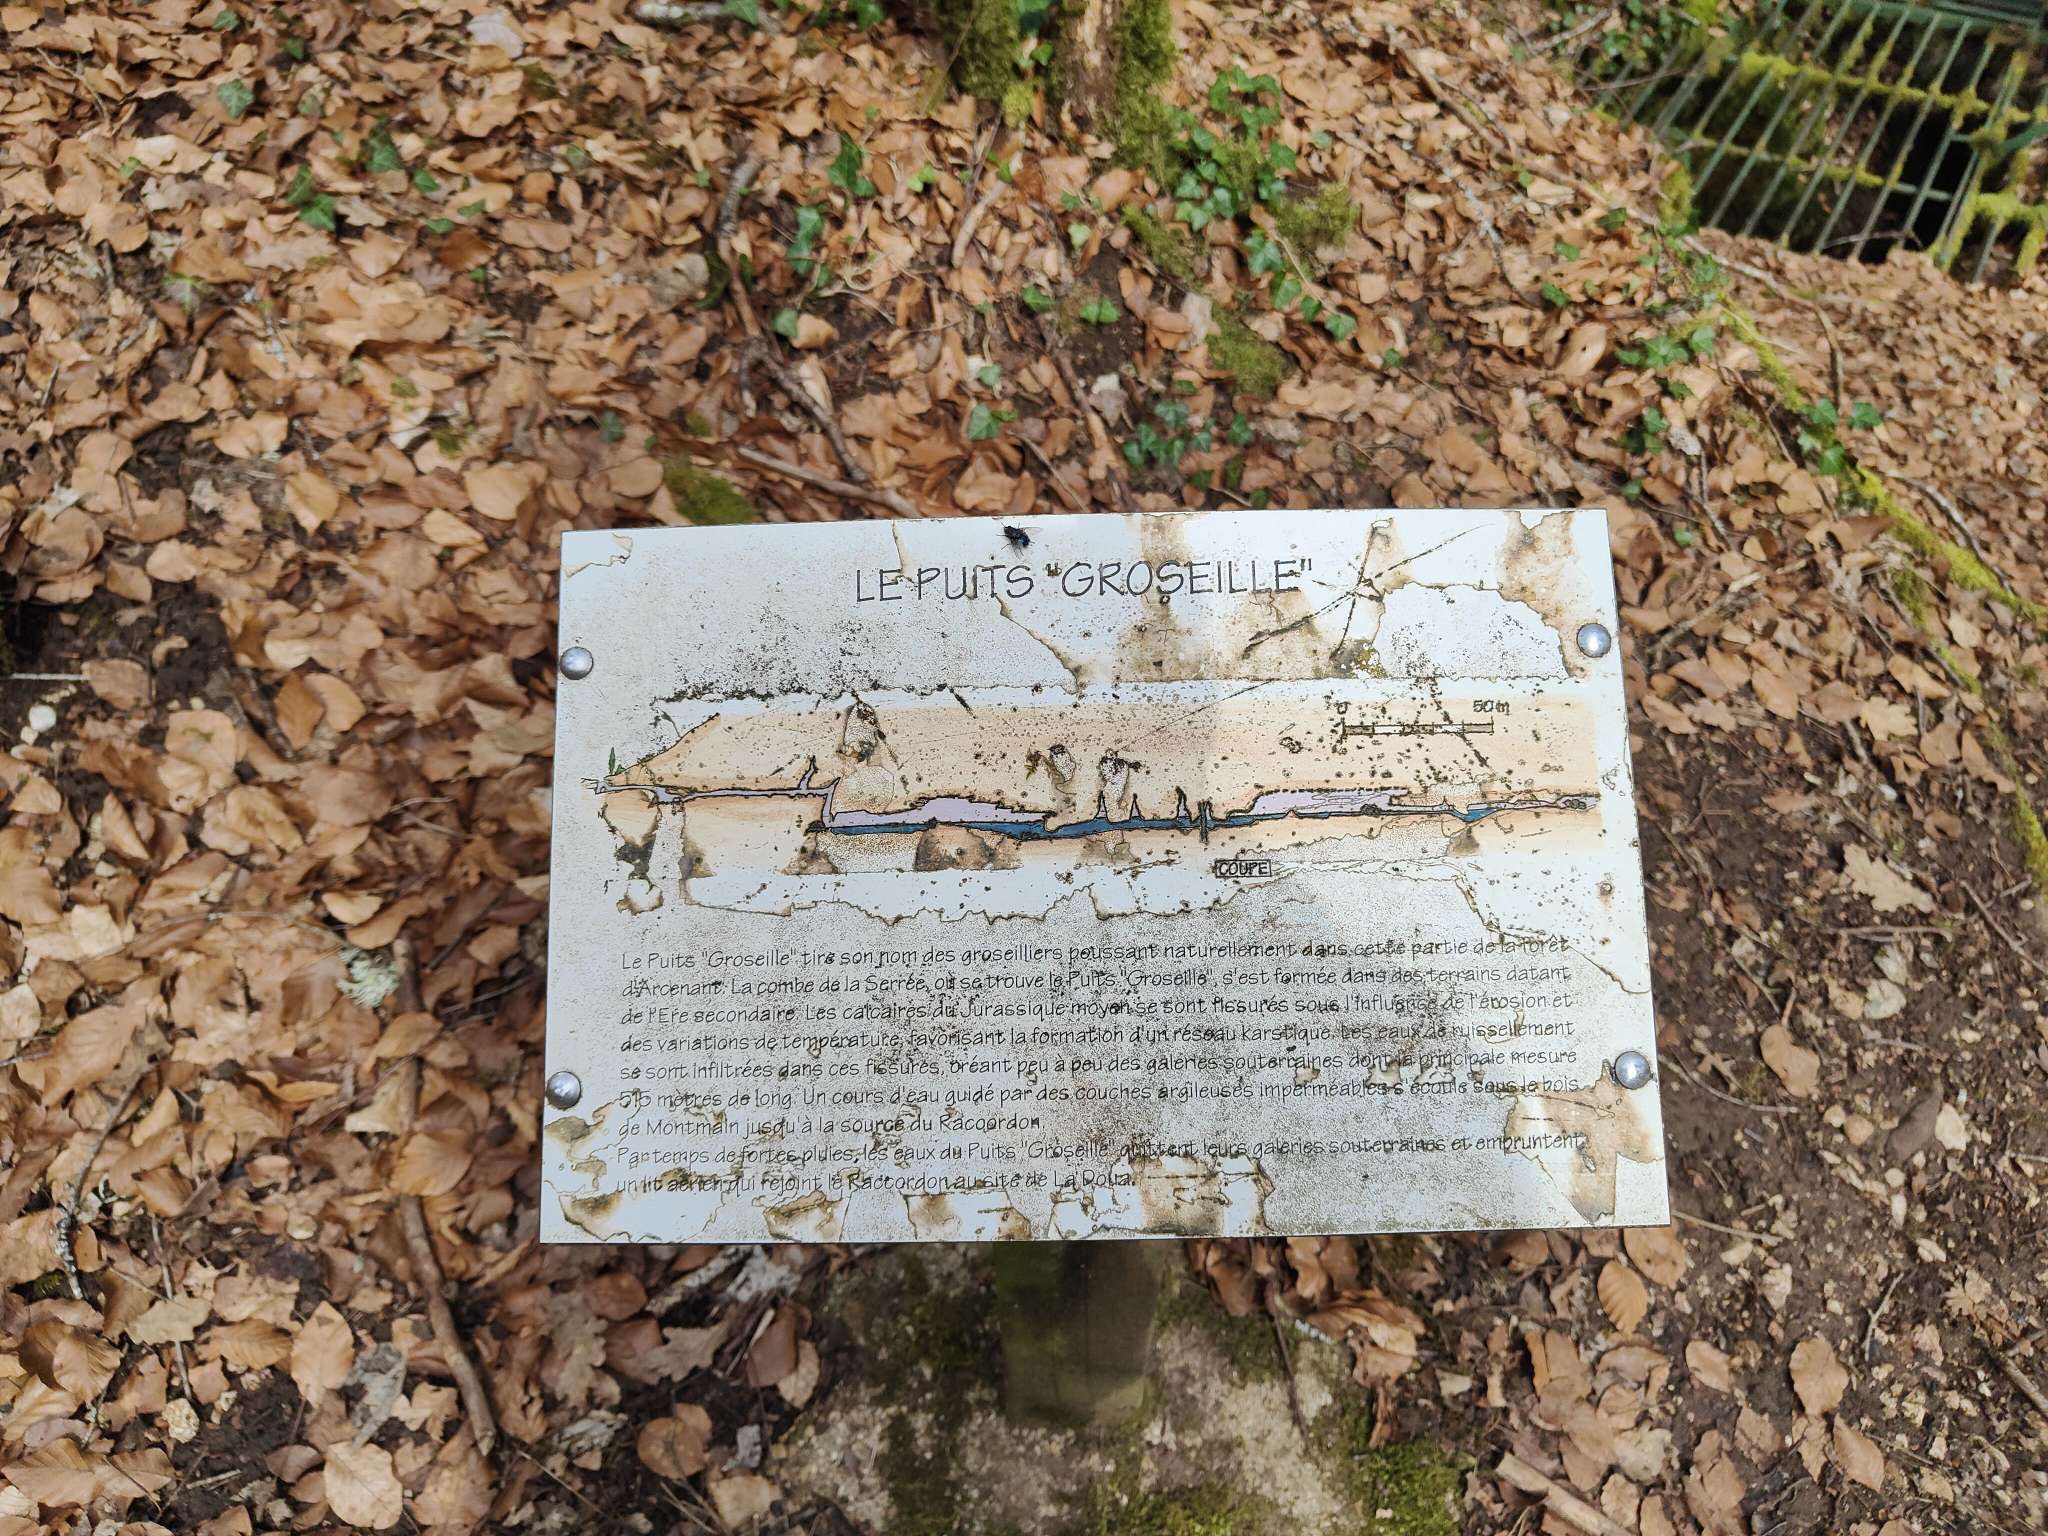 LE PUITS "GROSEILLE"
0 50 m
COUPE
Le Puits "Groseille" tire son nom des groseilliers poussant naturellement dans cette partie de la forêt
d'Arcenant. La combe de la Serrée, où se trouve le Puits "Groseille", s'est formée dans des terrains datant
de l'Ere secondaire. Les calcaires du Jurassique moyen se sont fissurés sous l'influence de l'érosion et
des variations de température, favorisant la formation d'un réseau karstique. Les eaux de ruissellement
se sont infiltrées dans ces fissures, créant peu à peu des galeries souterraines dont la principale mesure
515 mètres de long. Un cours d'eau guidé par des couches argileuses imperméables s'écoule sous le bois
de Montmain jusqu'à la source du Raccordon.
Par temps de fortes pluies, les eaux du Puits "Groseille" quittent leurs galeries souterraines et empruntent
un lit aérien qui rejoint le Raccordon au site de La Doua.